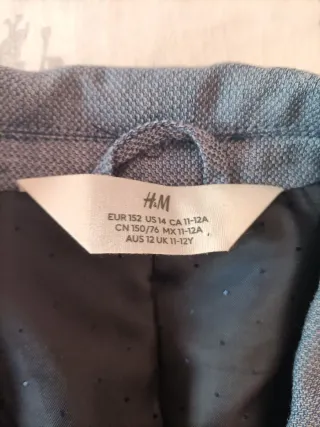 H&M
EUR 152 US 14 CA 11-12A
CN 150/76 MX 11-12A
AUS 12 UK 11-12Y